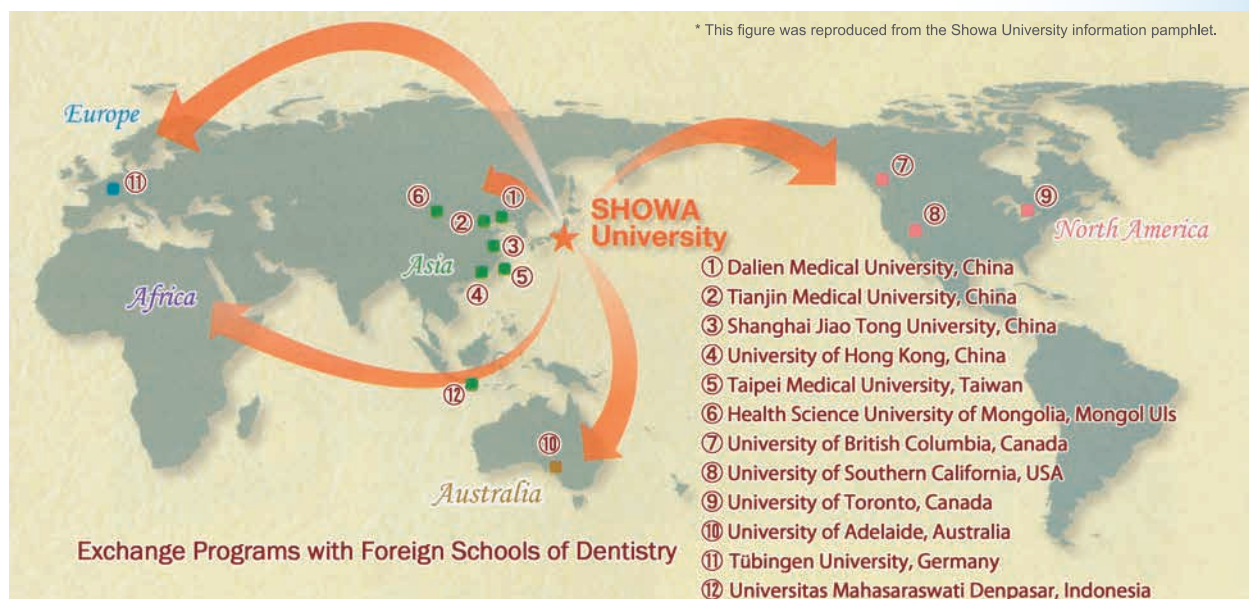 * This figure was reproduced from the Showa University information pamphlet.
Europe
⑪
⑥
①
②
③
SHOWA
University
Asia
④
⑤
Africa
⑫
⑩
Australia
⑦
⑧
⑨
North America
① Dalien Medical University, China
② Tianjin Medical University, China
③ Shanghai Jiao Tong University, China
④ University of Hong Kong, China
⑤ Taipei Medical University, Taiwan
⑥ Health Science University of Mongolia, Mongol Uls
⑦ University of British Columbia, Canada
⑧ University of Southern California, USA
⑨ University of Toronto, Canada
⑩ University of Adelaide, Australia
⑪ Tübingen University, Germany
⑫ Universitas Mahasaraswati Denpasar, Indonesia
Exchange Programs with Foreign Schools of Dentistry